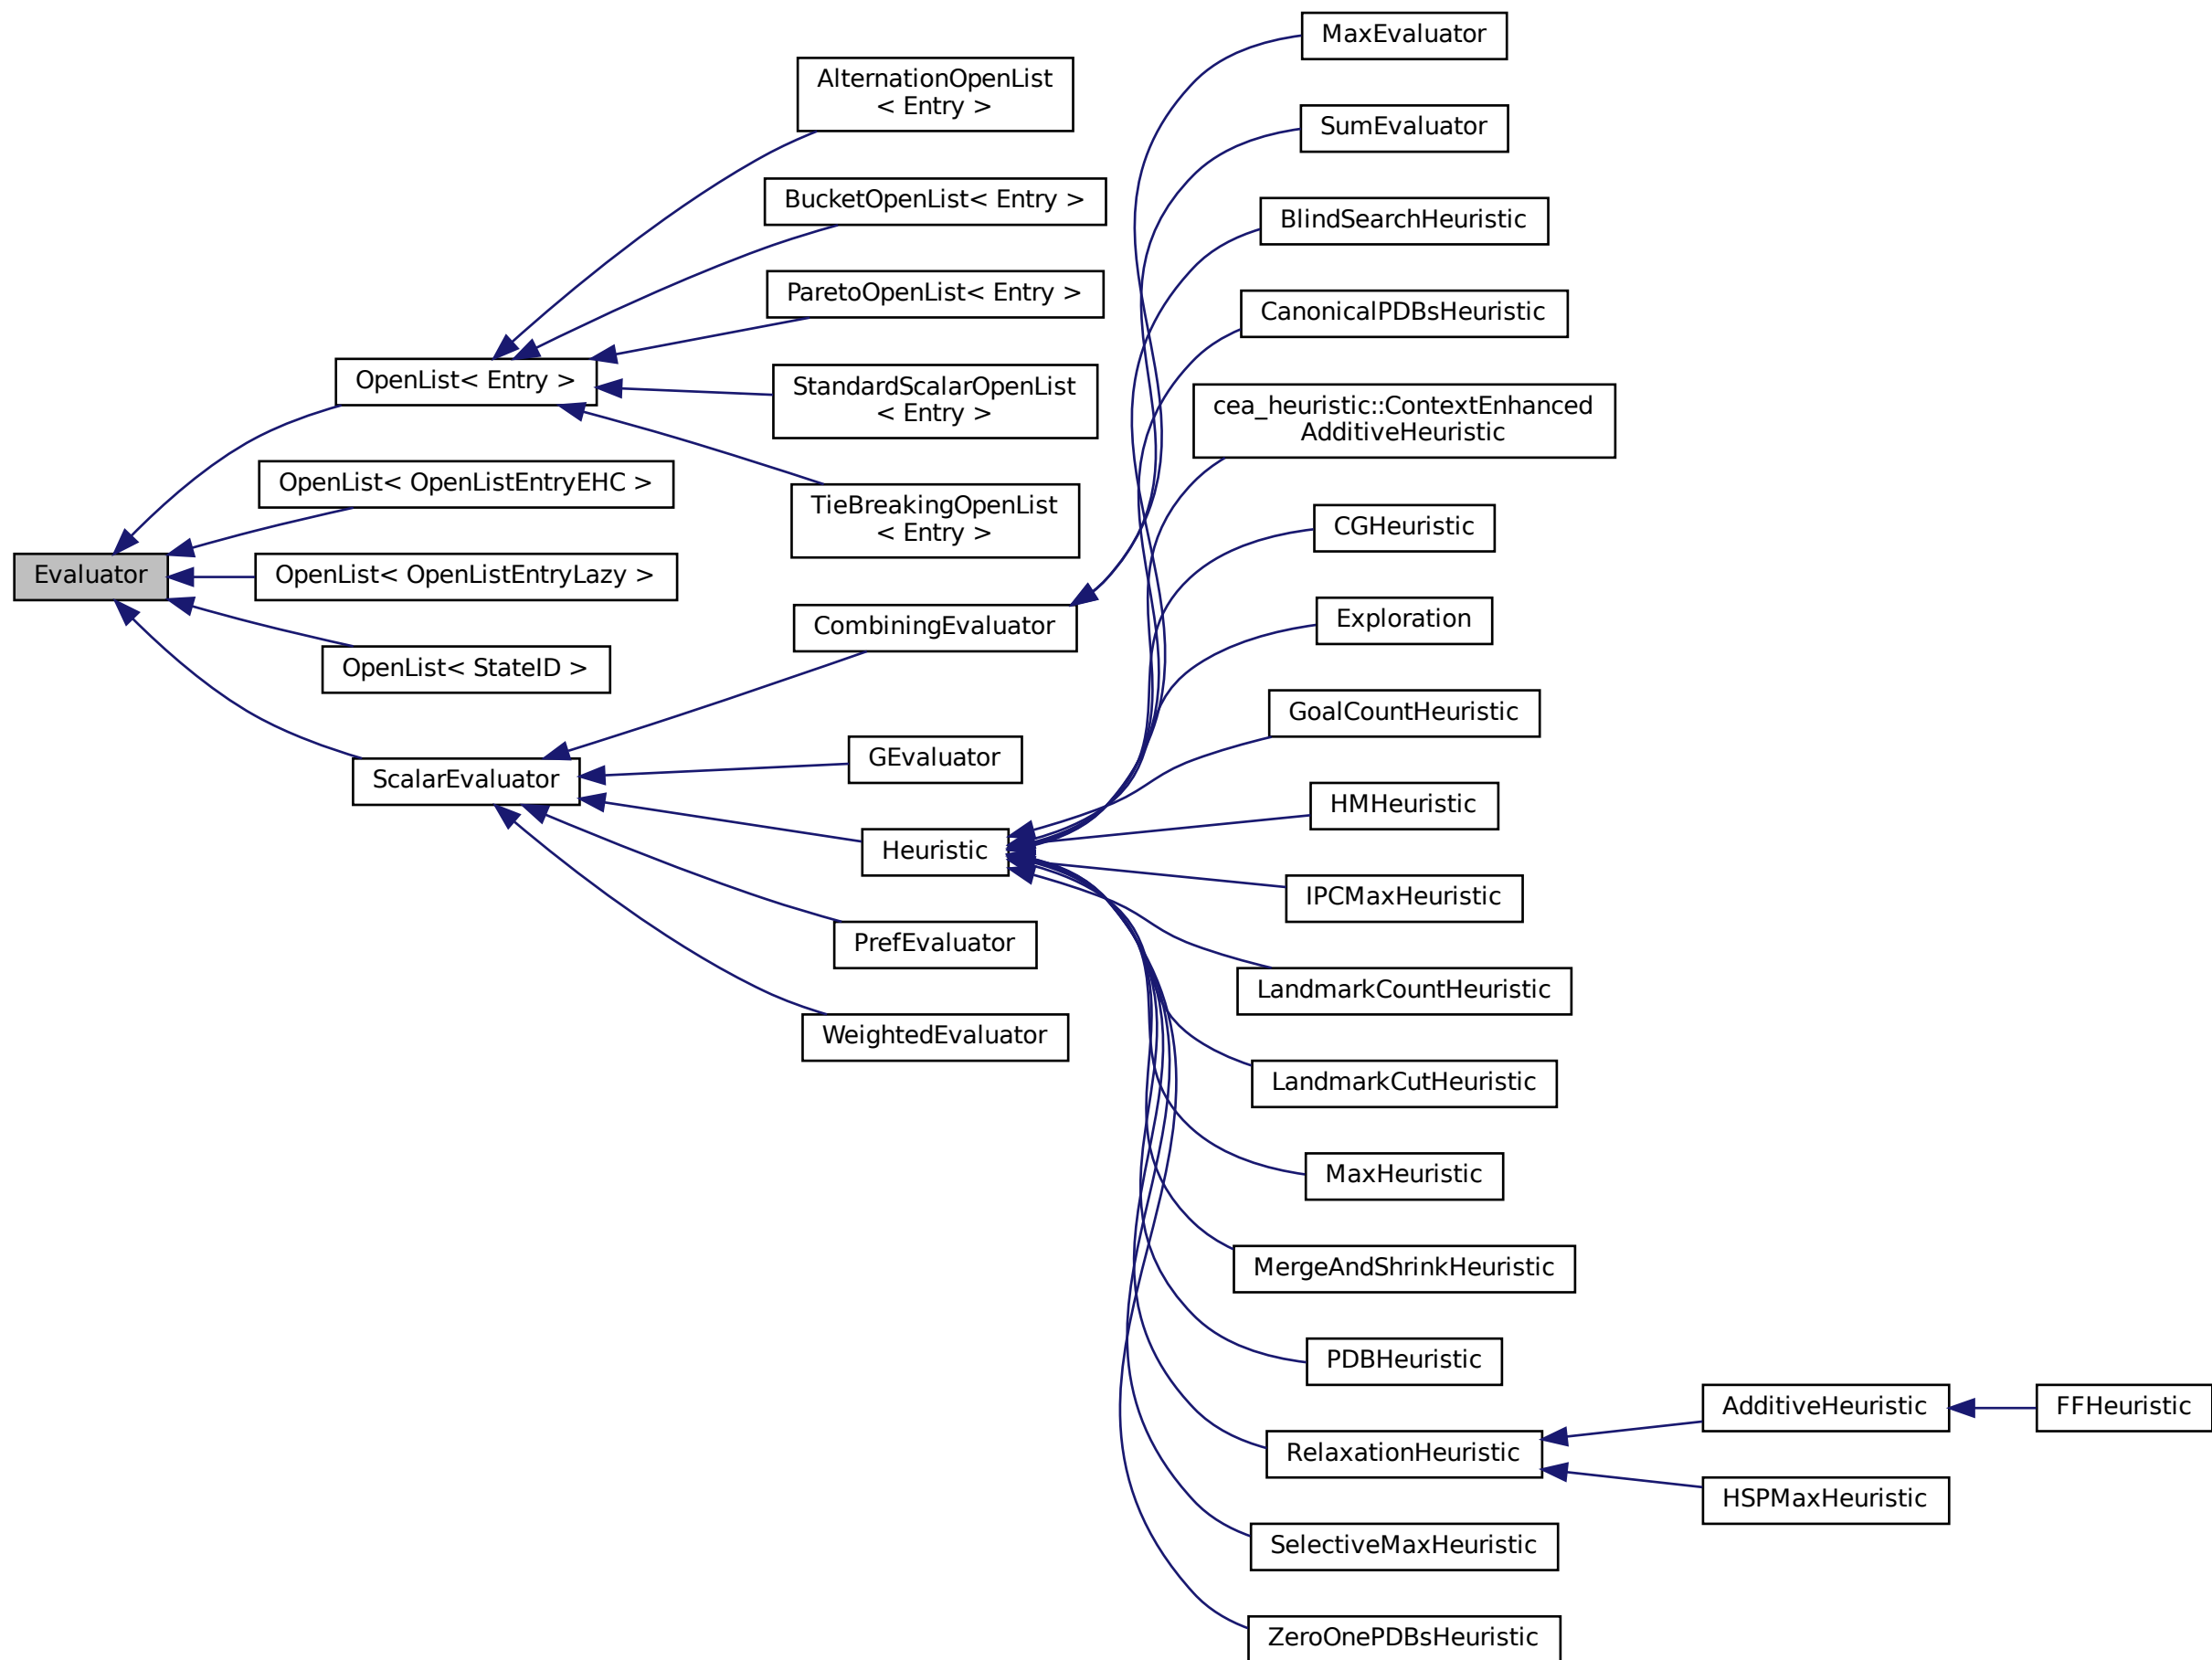 Evaluator
OpenList< Entry >
OpenList< OpenListEntryEHC >
OpenList< OpenListEntryLazy >
OpenList< StateID >
ScalarEvaluator
AlternationOpenList
< Entry >
BucketOpenList< Entry >
ParetoOpenList< Entry >
StandardScalarOpenList
< Entry >
TieBreakingOpenList
< Entry >
CombiningEvaluator
GEvaluator
Heuristic
PrefEvaluator
WeightedEvaluator
MaxEvaluator
SumEvaluator
BlindSearchHeuristic
CanonicalPDBsHeuristic
cea_heuristic::ContextEnhanced
AdditiveHeuristic
CGHeuristic
Exploration
GoalCountHeuristic
HMHeuristic
IPCMaxHeuristic
LandmarkCountHeuristic
LandmarkCutHeuristic
MaxHeuristic
MergeAndShrinkHeuristic
PDBHeuristic
RelaxationHeuristic
SelectiveMaxHeuristic
ZeroOnePDBsHeuristic
AdditiveHeuristic
HSPMaxHeuristic
FFHeuristic